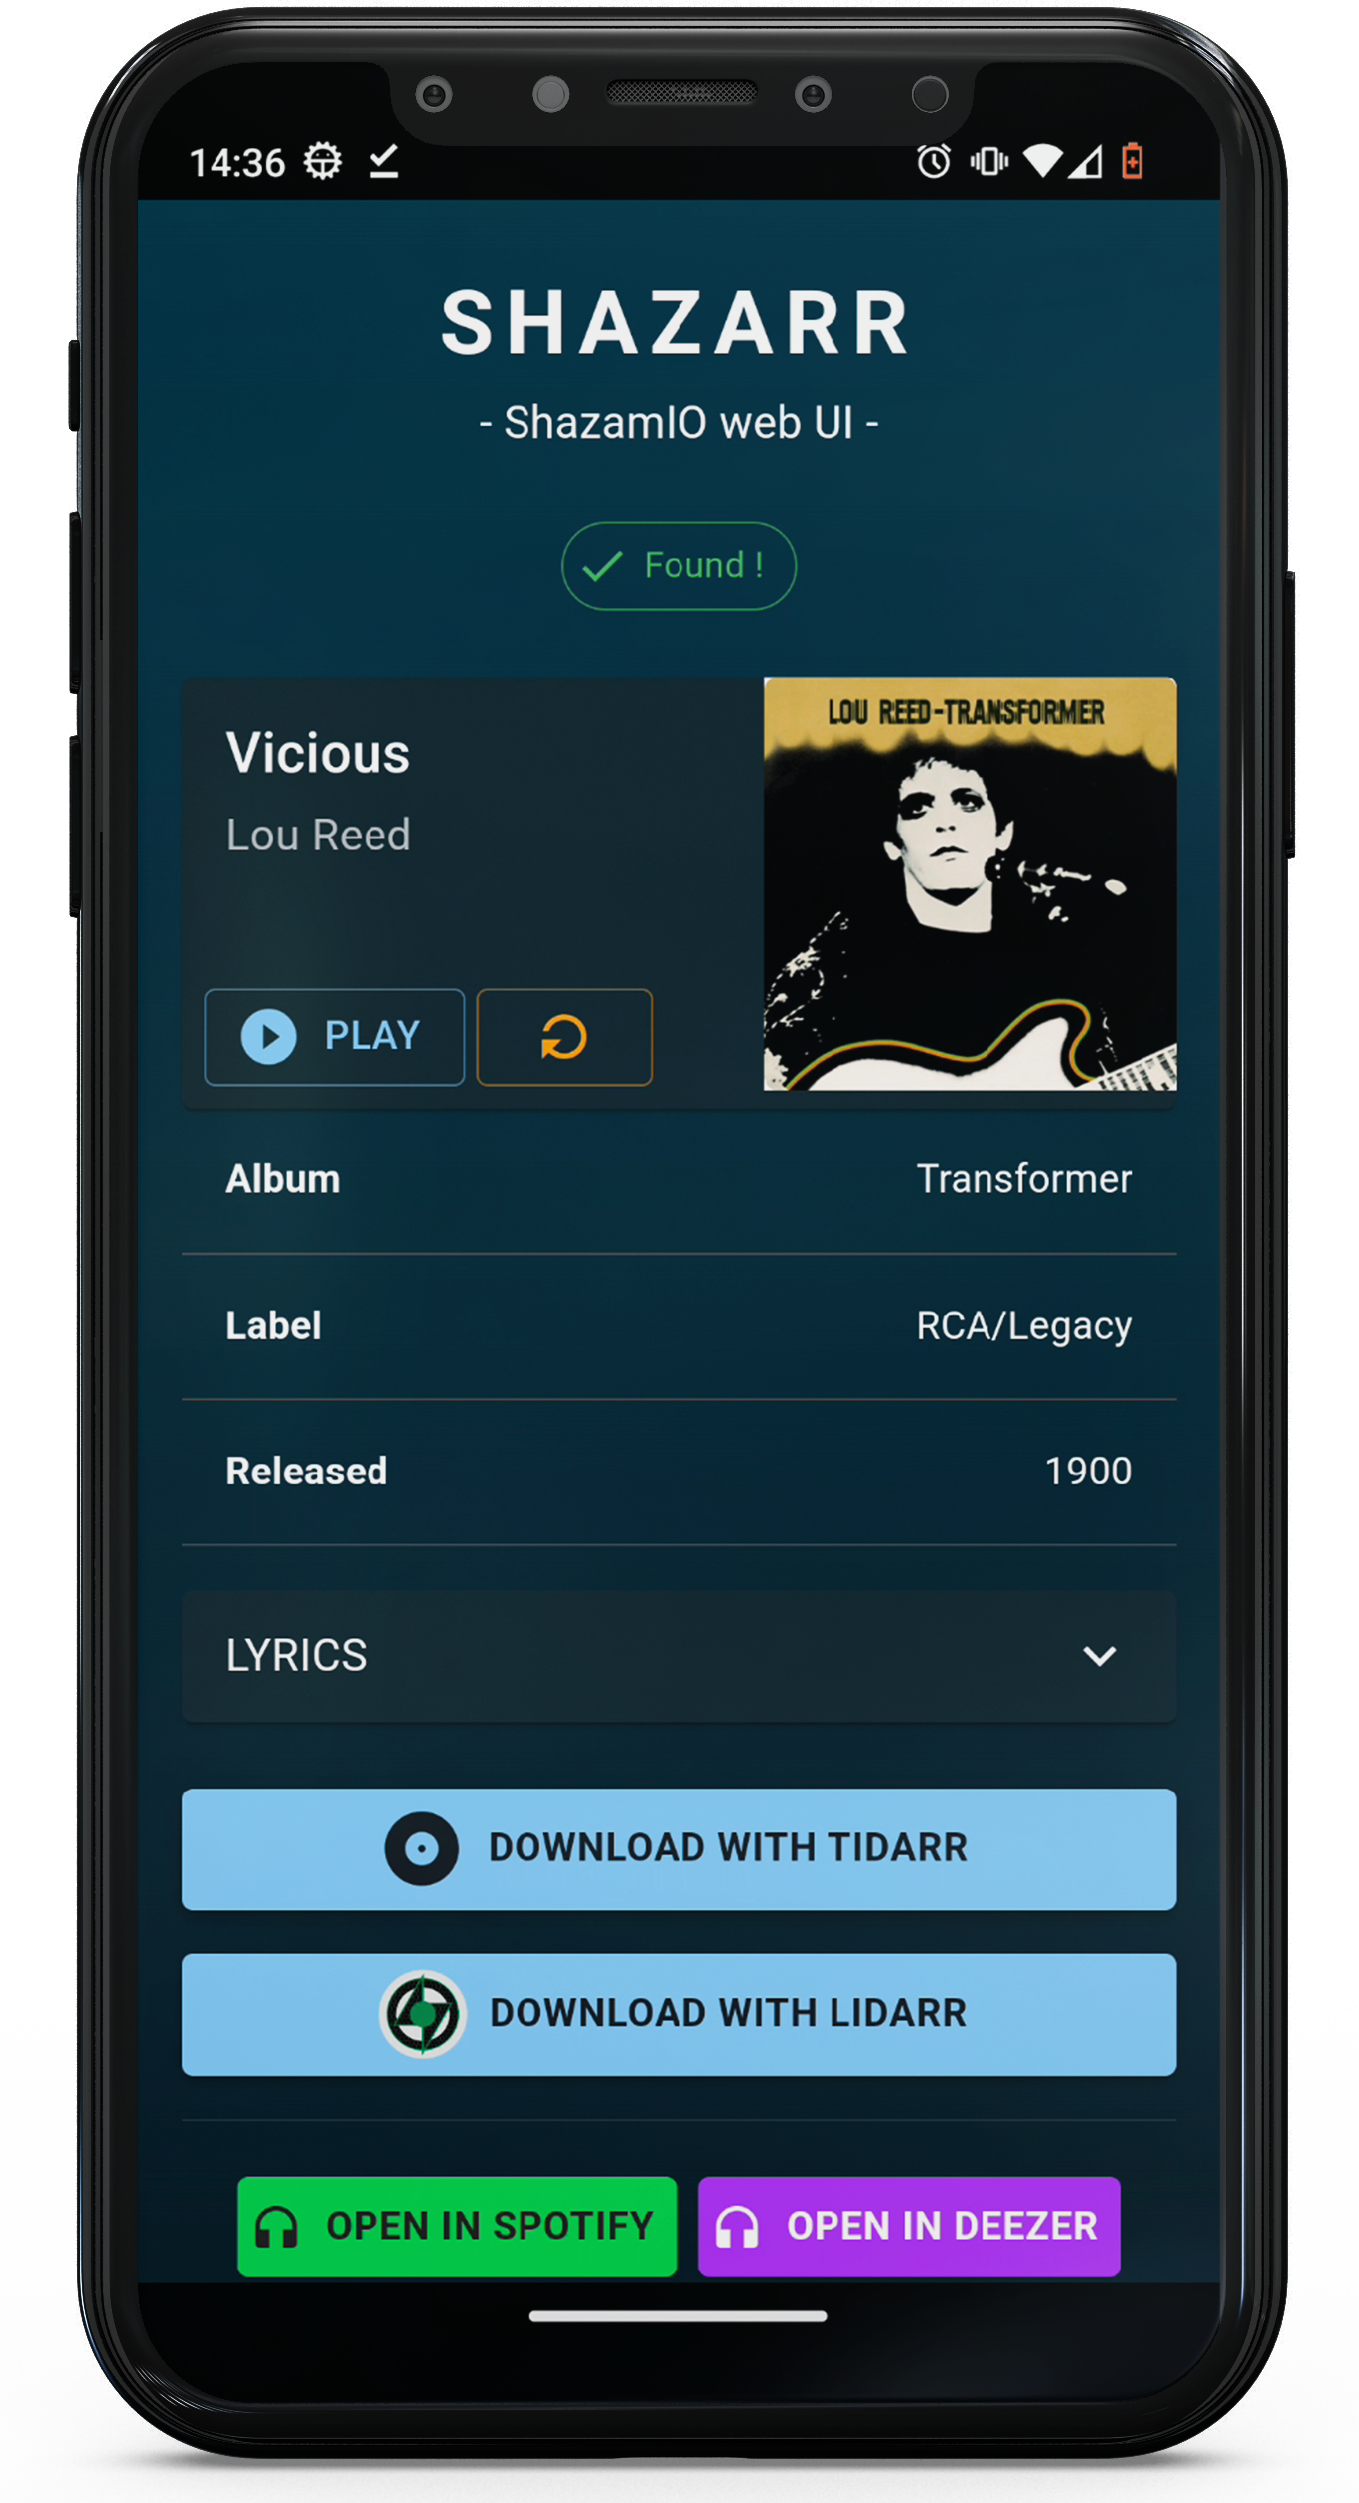 14:36
SHAZARR
- ShazamIO web UI -
Found !
LOU REED-TRANSFORMER
Vicious
Lou Reed
PLAY
Album Transformer
Label RCA/Legacy
Released 1900
LYRICS
DOWNLOAD WITH TIDARR
DOWNLOAD WITH LIDARR
OPEN IN SPOTIFY OPEN IN DEEZER